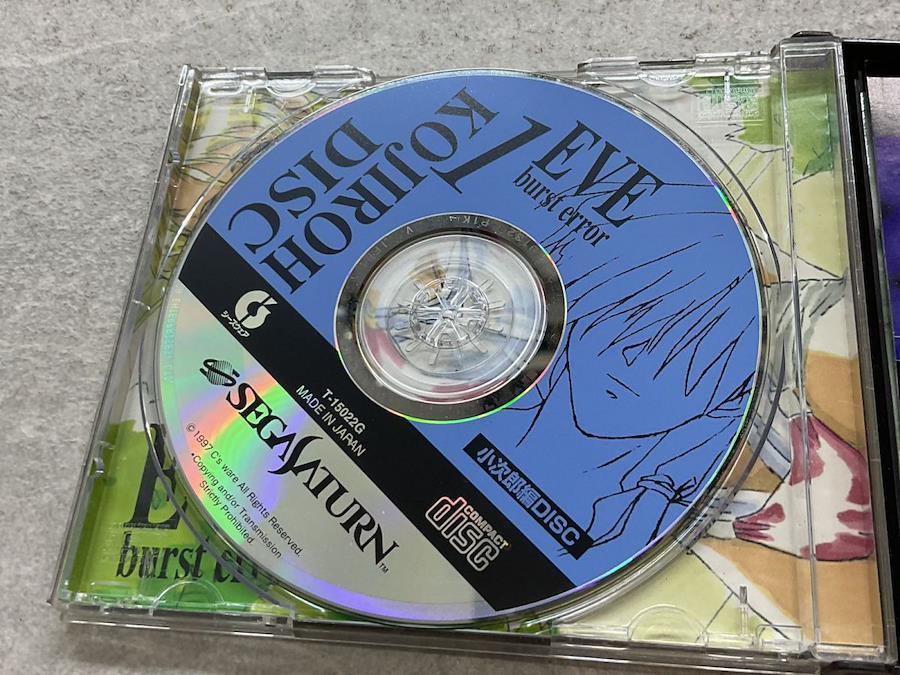 EVE
burst error
1
KOJIROH
DISC
シーズウェア
SEGA SATURN™
T-15022G
MADE IN JAPAN
©1997 C's ware All Rights Reserved.
•Copying and/or Transmission
Strictly Prohibited
小次郎編DISC
COMPACT
disc
burst